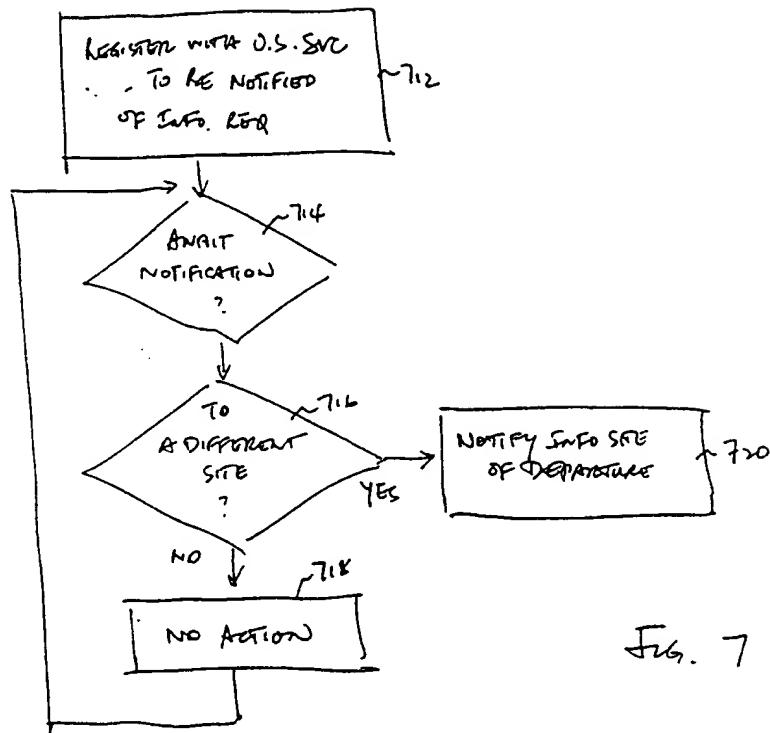 REGISTER WITH O.S. SVC
... TO BE NOTIFIED
OF INFO. REQ
712
714
AWAIT
NOTIFICATION
?
TO
A DIFFERENT
SITE
?
716
YES
NOTIFY INFO SITE
OF DEPARTURE
720
NO
718
NO ACTION
FIG. 7